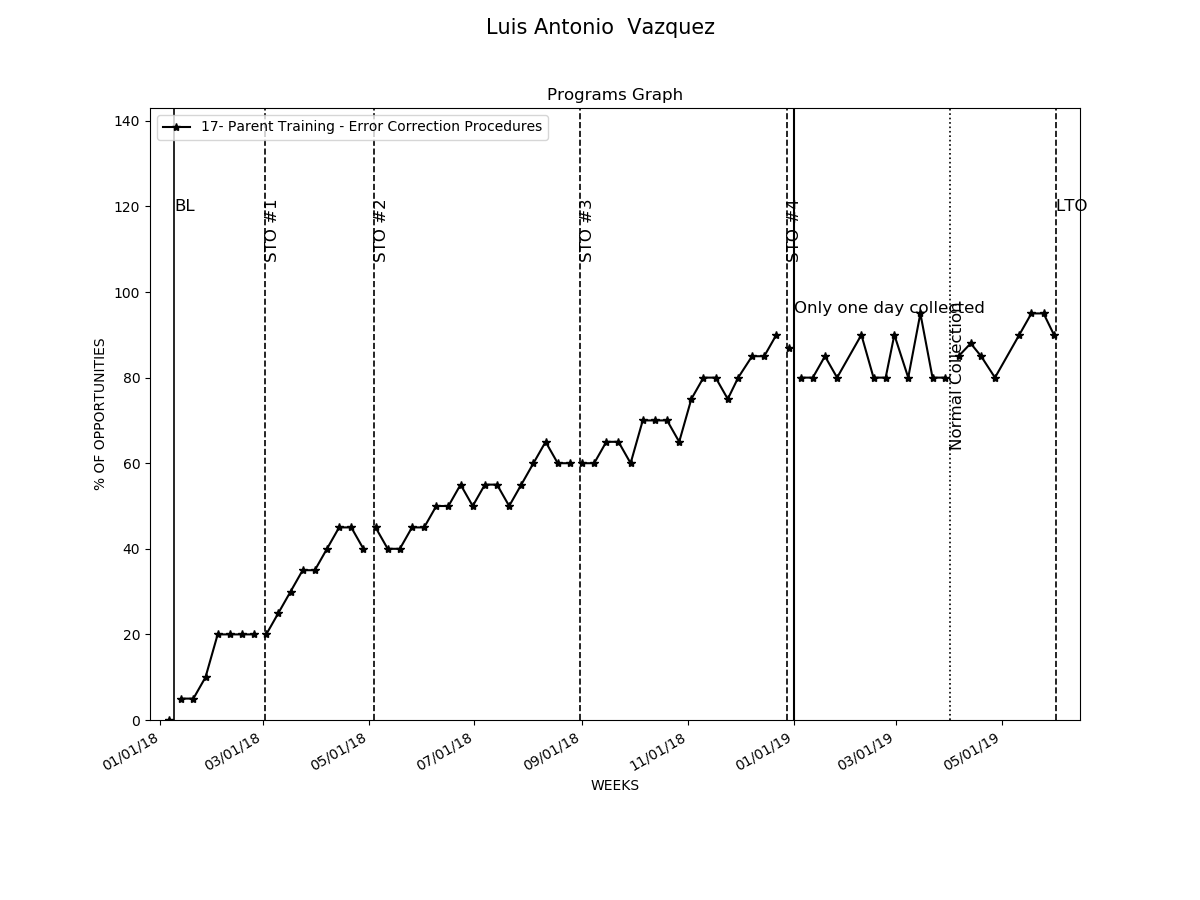 Luis Antonio  Vazquez
Programs Graph
17- Parent Training - Error Correction Procedures
140
120
100
80
60
40
20
0
% OF OPPORTUNITIES
BL
STO #1
STO #2
STO #3
STO #4
Only one day collected
Normal Collection
LTO
01/01/18
03/01/18
05/01/18
07/01/18
09/01/18
11/01/18
01/01/19
03/01/19
05/01/19
WEEKS